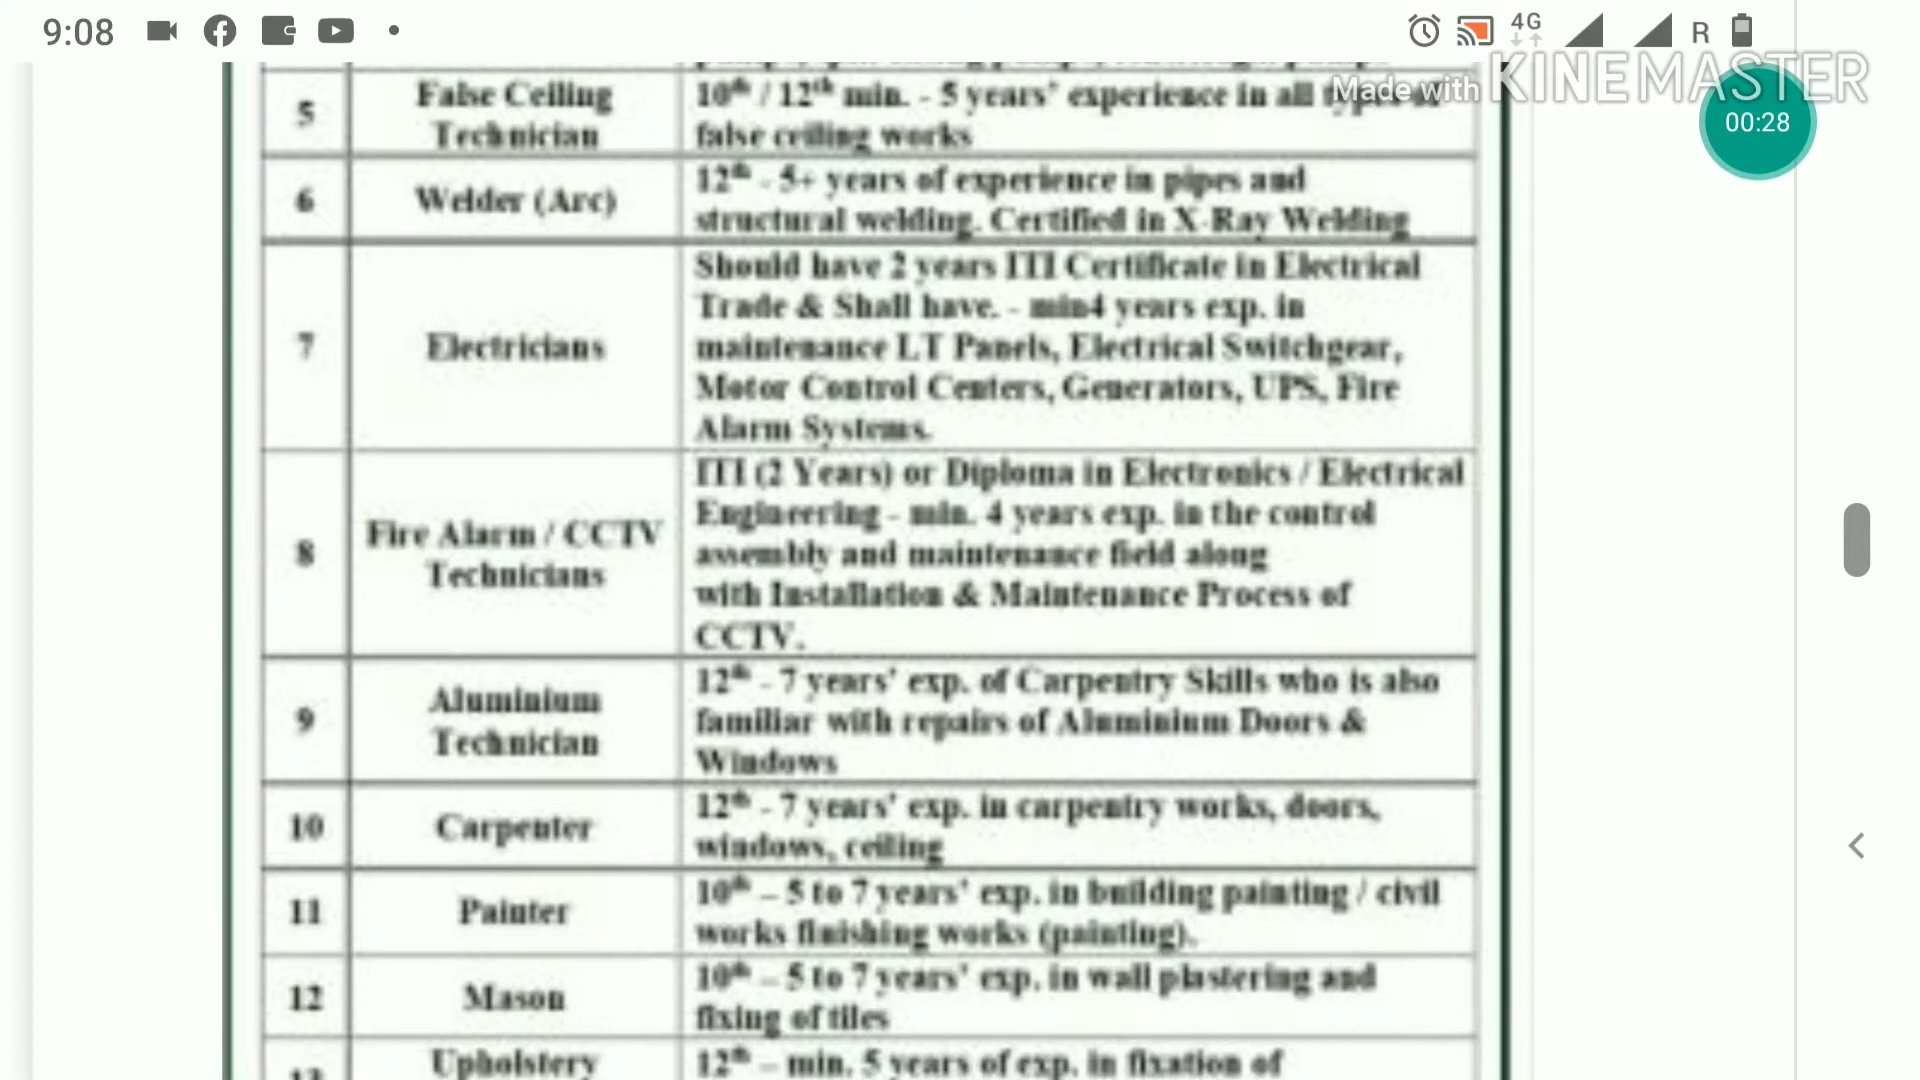 9:08
4G
R
Made with KINEMASTER
00:28
5
False Ceiling
Technician
10th / 12th min. - 5 years' experience in all
false ceiling works
6
Welder (Arc)
12th - 5+ years of experience in pipes and
structural welding. Certified in X-Ray Welding
7
Electricians
Should have 2 years ITI Certificate in Electrical
Trade & Shall have. - min4 years exp. in
maintenance LT Panels, Electrical Switchgear,
Motor Control Centers, Generators, UPS, Fire
Alarm Systems.
8
Fire Alarm / CCTV
Technicians
ITI (2 Years) or Diploma in Electronics / Electrical
Engineering - min. 4 years exp. in the control
assembly and maintenance field along
with Installation & Maintenance Process of
CCTV.
9
Aluminium
Technician
12th - 7 years' exp. of Carpentry Skills who is also
familiar with repairs of Aluminium Doors &
Windows
10
Carpenter
12th - 7 years' exp. in carpentry works, doors,
windows, ceiling
11
Painter
10th – 5 to 7 years' exp. in building painting / civil
works finishing works (painting).
12
Mason
10th – 5 to 7 years' exp. in wall plastering and
fixing of tiles
13
Upholstery
12th – min. 5 years of exp. in fixation of